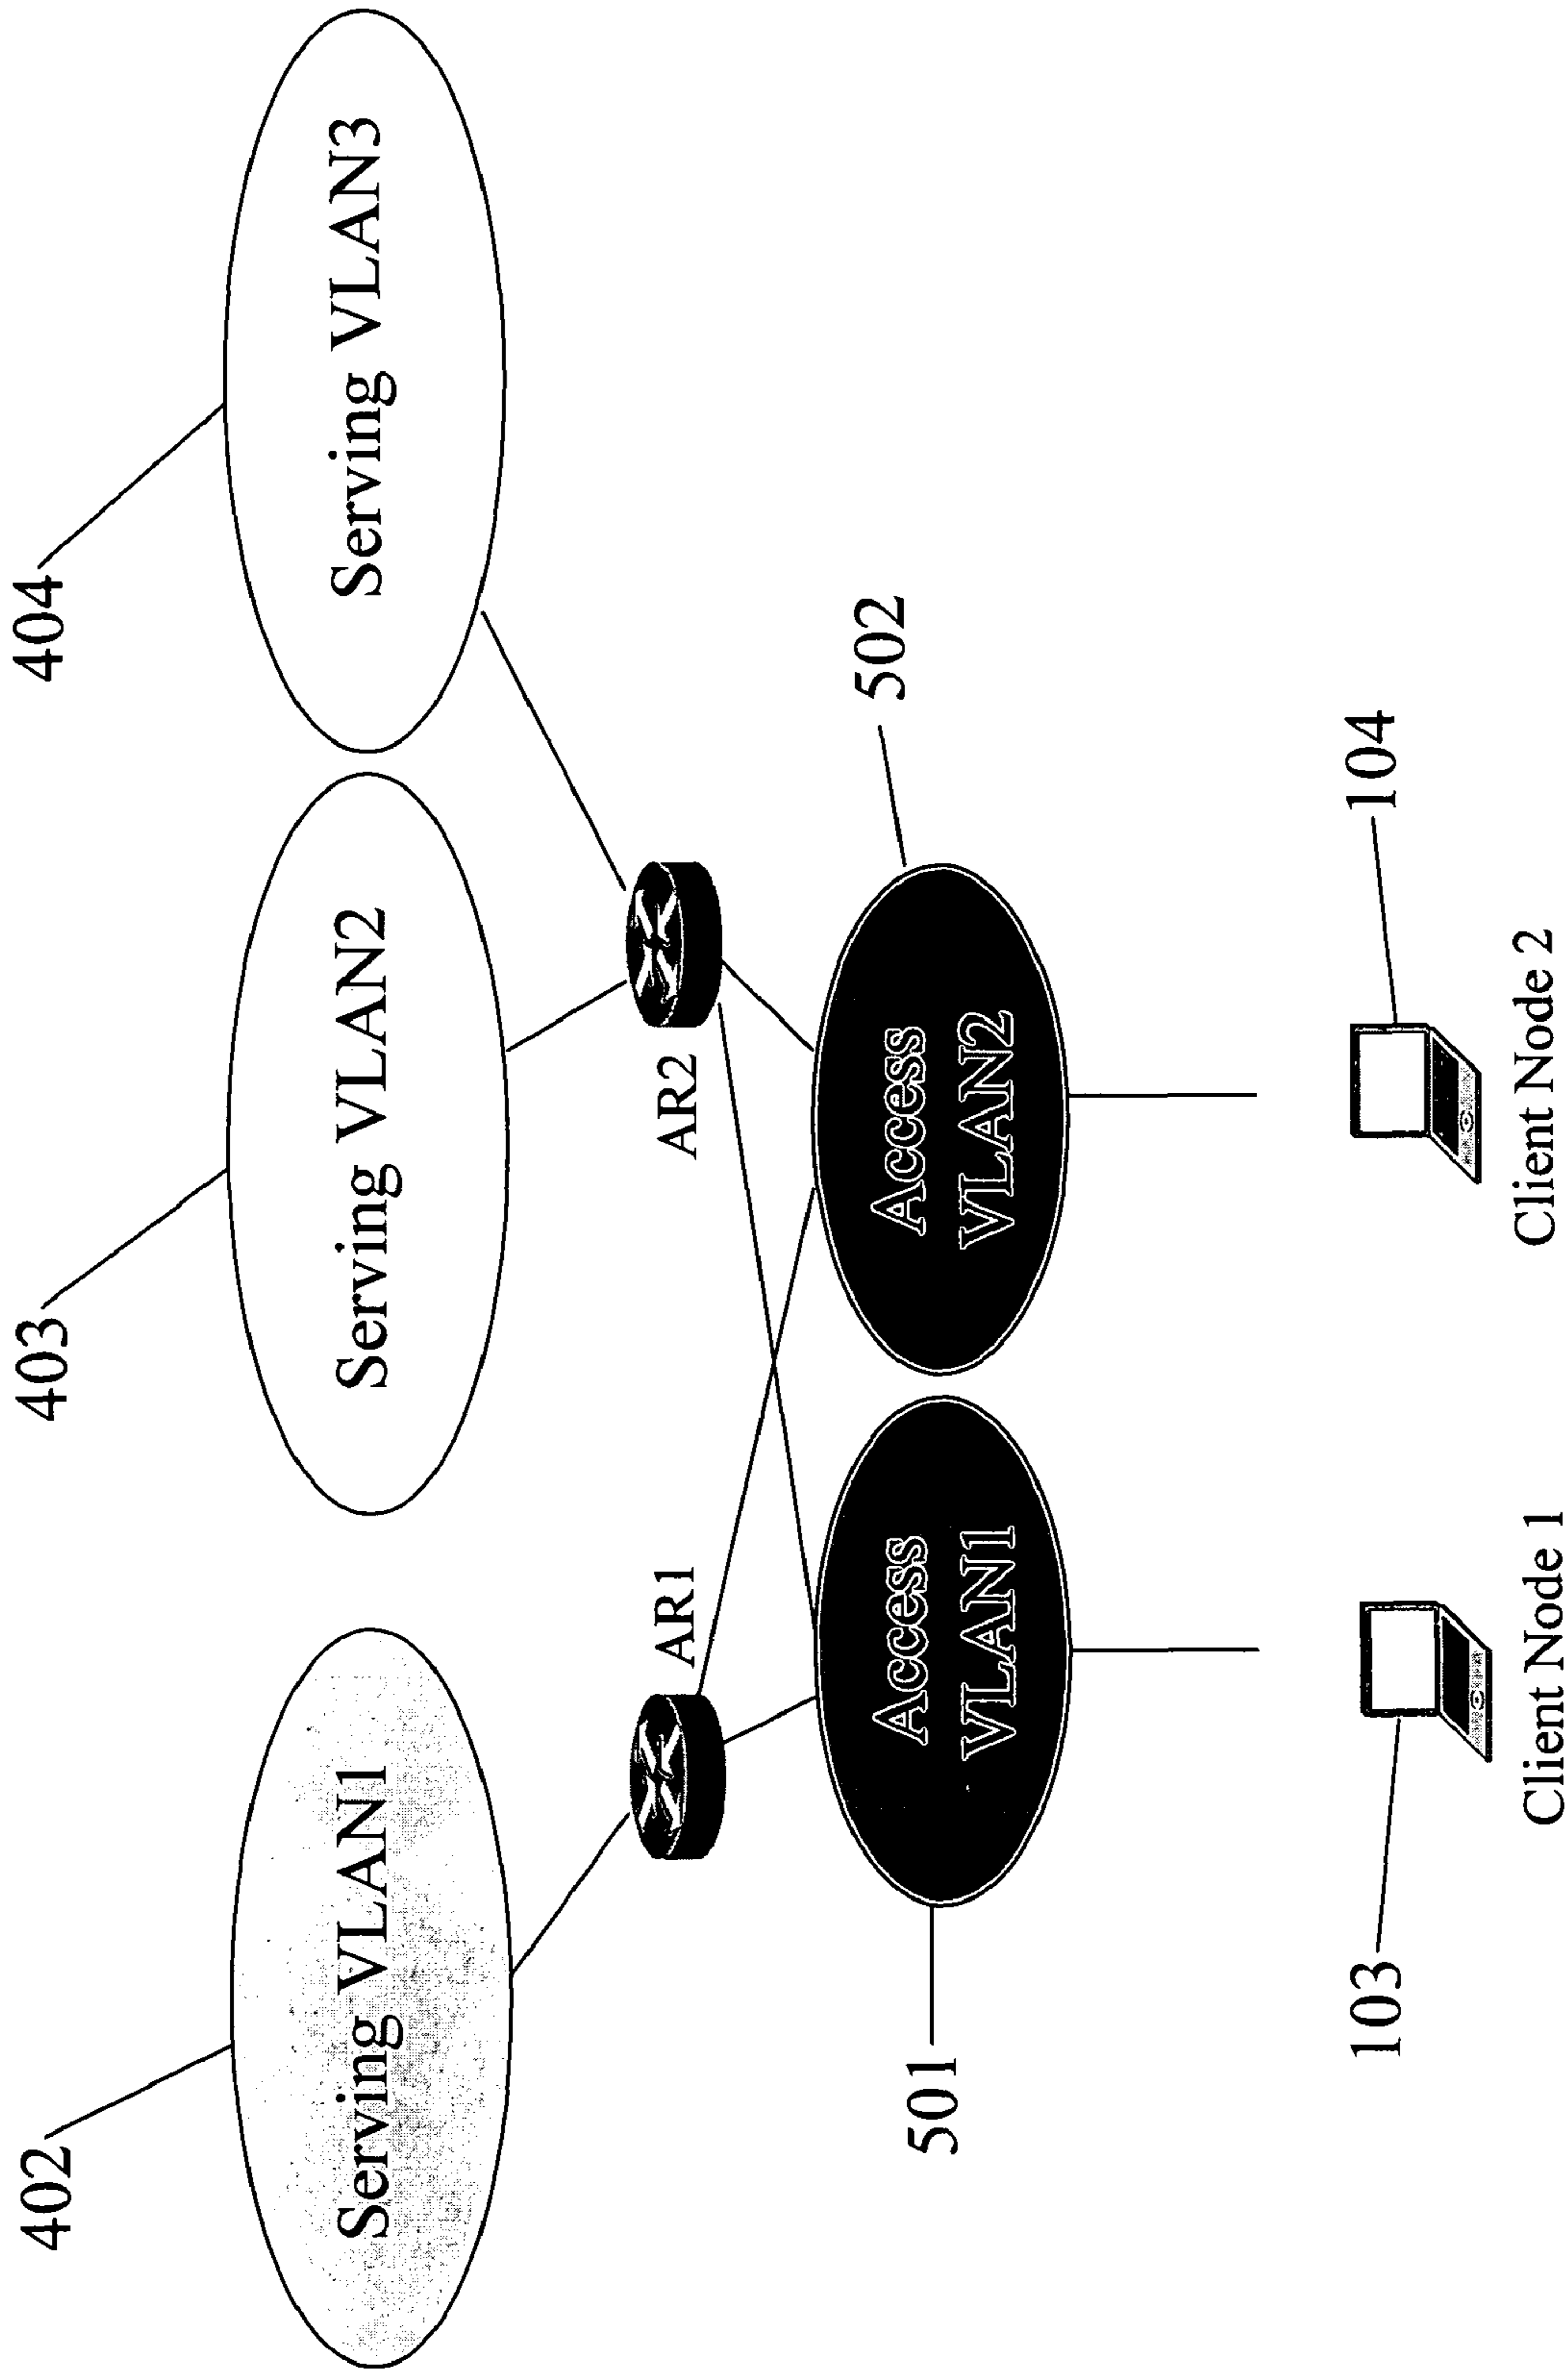 402
403
404
Serving VLAN1
Serving VLAN2
Serving VLAN3
AR1
AR2
502
Access
VLAN1
Access
VLAN2
501
103
104
Client Node 1
Client Node 2